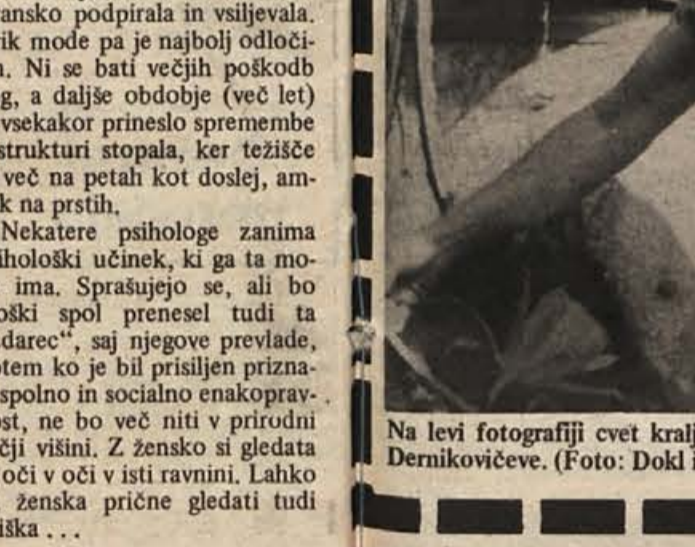 ansko podpirala in vsiljevala.
ik mode pa je najbolj odloči-
. Ni se bati večjih poškodb
g, a daljše obdobje (več let)
vsekakor prineslo spremembe
strukturi stopala, ker težišče
več na petah kot doslej, am-
k na prstih.
Nekatere psihologe zanima
ihološki učinek, ki ga ta mo-
ima. Sprašujejo se, ali bo
oški spol prenesel tudi ta
darec“, saj njegove prevlade,
otem ko je bil prisiljen prizna-
spolno in socialno enakoprav-
ost, ne bo več niti v prirodni
čji višini. Z žensko si gledata
oči v oči v isti ravnini. Lahko
ženska prične gledati tudi
iška ...
Na levi fotografiji cvet kralj
Dernikovičeve. (Foto: Dokl i